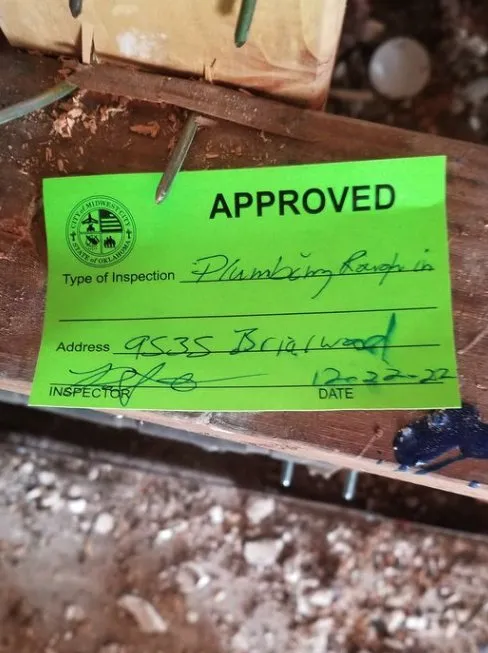 APPROVED
CITY of MIDWEST CITY
STATE of OKLAHOMA
Type of Inspection Plumbing Rough in
Address 9535 Briarwood
12-22-22
INSPECTOR DATE